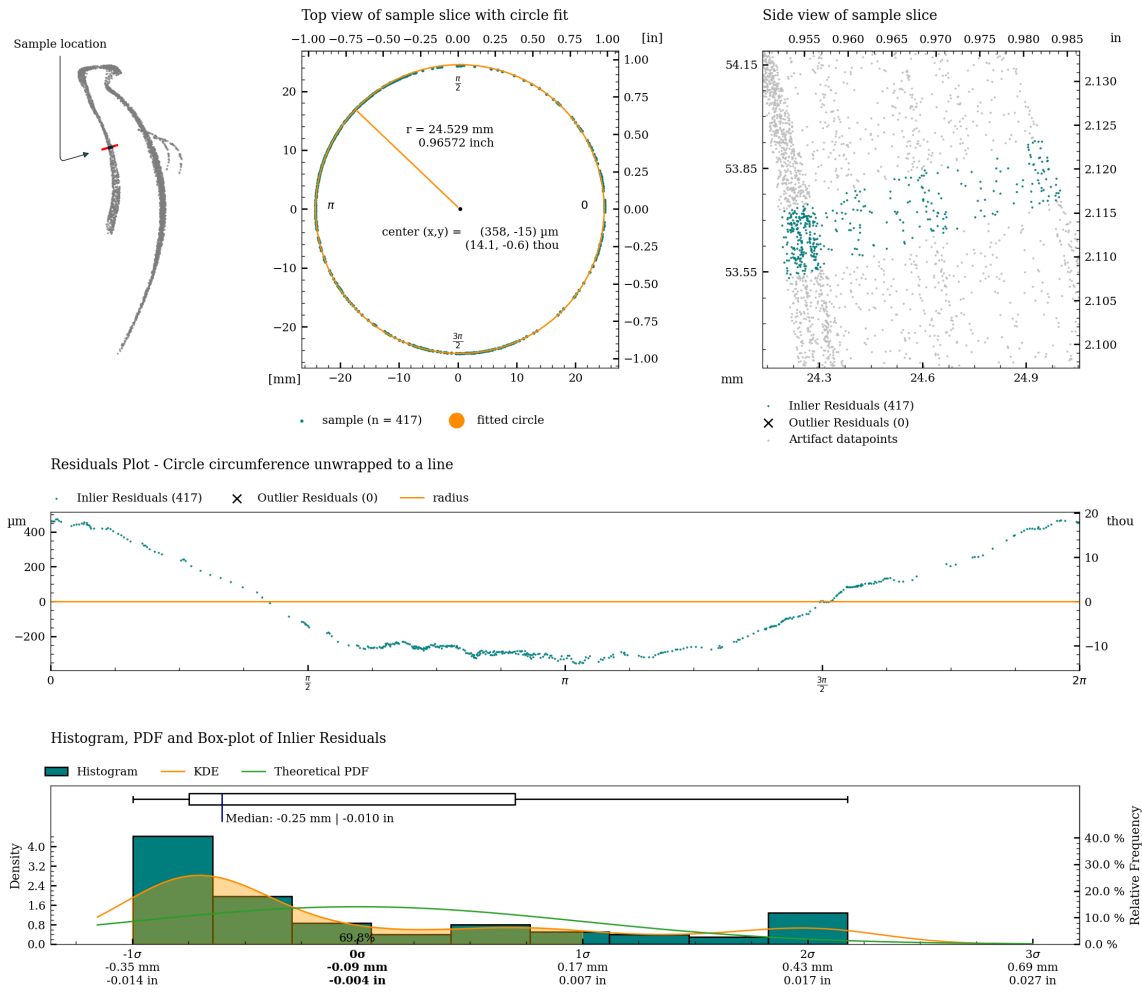 Sample location
Top view of sample slice with circle fit
−1.00 −0.75 −0.50 −0.25 0.00 0.25 0.50 0.75 1.00 [in]
20
10
0
−10
−20
1.00
0.75
0.50
0.25
0.00
−0.25
−0.50
−0.75
−1.00
π/2
r = 24.529 mm
0.96572 inch
π
0
center (x,y) = (358, -15) µm
(14.1, -0.6) thou
3π/2
[mm] −20 −10 0 10 20
sample (n = 417) fitted circle
Side view of sample slice
0.955 0.960 0.965 0.970 0.975 0.980 0.985 in
54.15
53.85
53.55
2.130
2.125
2.120
2.115
2.110
2.105
2.100
mm 24.3 24.6 24.9
Inlier Residuals (417)
Outlier Residuals (0)
Artifact datapoints
Residuals Plot - Circle circumference unwrapped to a line
Inlier Residuals (417) Outlier Residuals (0) radius
µm
400
200
0
−200
20
10
0
−10
thou
0 π/2 π 3π/2 2π
Histogram, PDF and Box-plot of Inlier Residuals
Histogram KDE Theoretical PDF
Median: -0.25 mm | -0.010 in
Density
4.0
3.2
2.4
1.6
0.8
0.0
40.0 %
30.0 %
20.0 %
10.0 %
0.0 %
Relative Frequency
69.8%
-1σ 0σ 1σ 2σ 3σ
-0.35 mm -0.09 mm 0.17 mm 0.43 mm 0.69 mm
-0.014 in -0.004 in 0.007 in 0.017 in 0.027 in